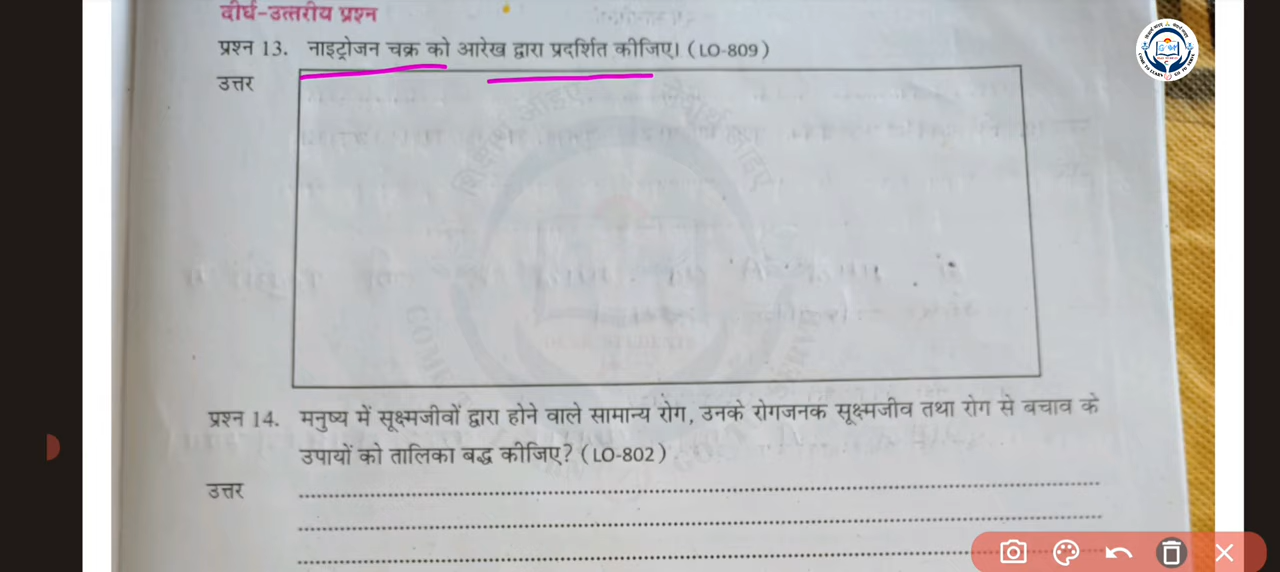 दीर्घ-उत्तरीय प्रश्न
प्रश्न 13. नाइट्रोजन चक्र को आरेख द्वारा प्रदर्शित कीजिए। (LO-809)
उत्तर
प्रश्न 14. मनुष्य में सूक्ष्मजीवों द्वारा होने वाले सामान्य रोग, उनके रोगजनक सूक्ष्मजीव तथा रोग से बचाव के
उपायों को तालिका बद्ध कीजिए? (LO-802)
उत्तर